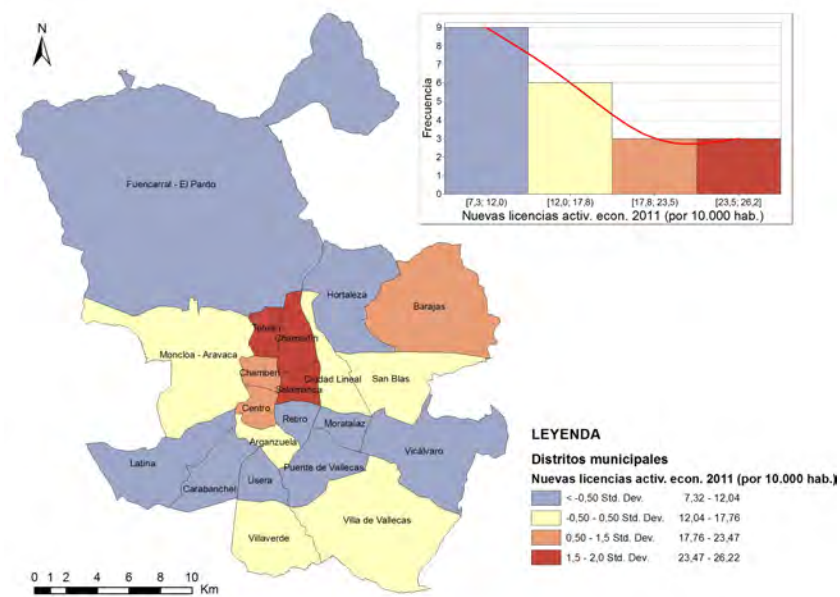 N
9
8
7
6
5
4
3
2
1
0
Frecuencia
[7,3; 12,0) [12,0; 17,8) [17,8; 23,5) [23,5; 26,2]
Nuevas licencias activ. econ. 2011 (por 10.000 hab.)
Fuencarral - El Pardo
Hortaleza
Barajas
Tetuán
Chamartín
Moncloa - Aravaca
Chamberí
Ciudad Lineal
San Blas
Salamanca
Centro
Retiro
Moratalaz
Arganzuela
Vicálvaro
Latina
Puente de Vallecas
Usera
Carabanchel
Villa de Vallecas
Villaverde
LEYENDA
Distritos municipales
Nuevas licencias activ. econ. 2011 (por 10.000 hab.)
< -0,50 Std. Dev. 7,32 - 12,04
-0,50 - 0,50 Std. Dev. 12,04 - 17,76
0,50 - 1,5 Std. Dev. 17,76 - 23,47
1,5 - 2,0 Std. Dev. 23,47 - 26,22
0 1 2 4 6 8 10
Km